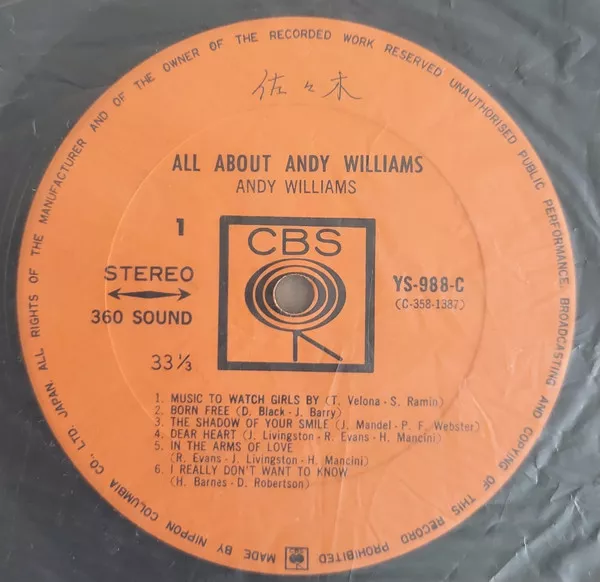 ALL RIGHTS OF THE MANUFACTURER AND OF THE OWNER OF THE RECORDED WORK RESERVED UNAUTHORISED PUBLIC PERFORMANCE, BROADCASTING AND COPYING OF THIS RECORD PROHIBITED
MADE BY NIPPON COLUMBIA CO., LTD. JAPAN.
佐々木
ALL ABOUT ANDY WILLIAMS
ANDY WILLIAMS
1
CBS
STEREO
360 SOUND
YS-988-C
(C-358-1387)
33⅓
1. MUSIC TO WATCH GIRLS BY (T. Velona - S. Ramin)
2. BORN FREE (D. Black - J. Barry)
3. THE SHADOW OF YOUR SMILE (J. Mandel - P. F. Webster)
4. DEAR HEART (J. Livingston - R. Evans - H. Mancini)
5. IN THE ARMS OF LOVE
(R. Evans - J. Livingston - H. Mancini)
6. I REALLY DON'T WANT TO KNOW
(H. Barnes - D. Robertson)